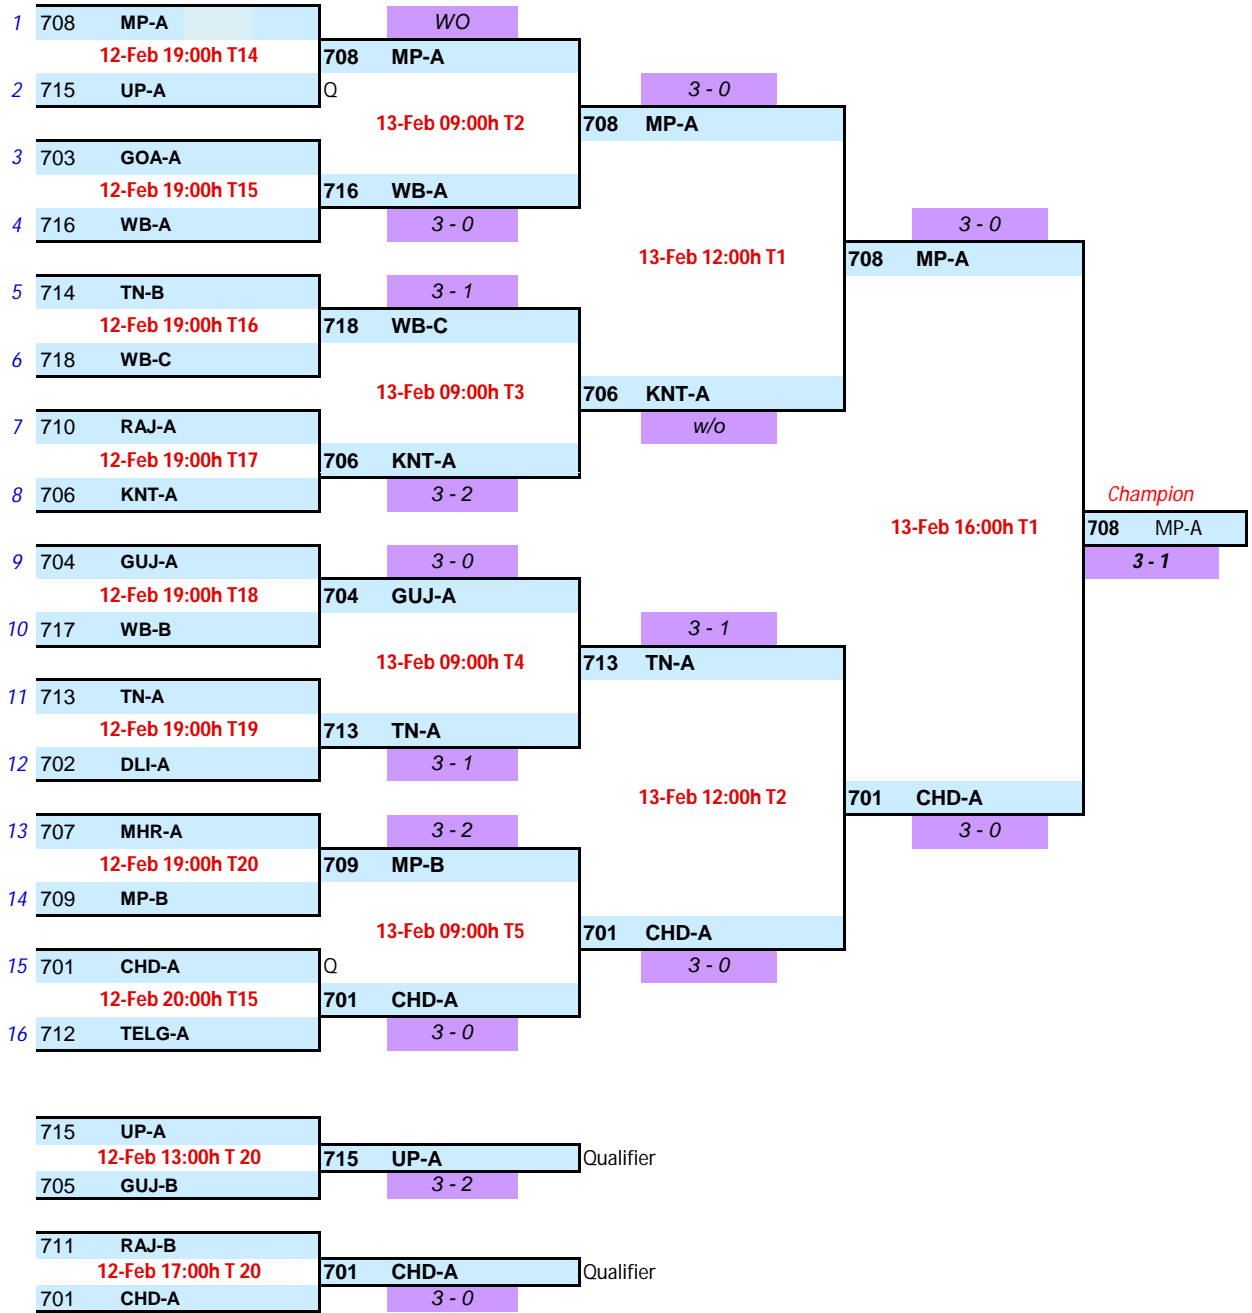 1 708 MP-A WO
12-Feb 19:00h T14 708 MP-A
2 715 UP-A Q 3 - 0
13-Feb 09:00h T2 708 MP-A
3 703 GOA-A
12-Feb 19:00h T15 716 WB-A
4 716 WB-A 3 - 0 3 - 0
13-Feb 12:00h T1 708 MP-A
5 714 TN-B 3 - 1
12-Feb 19:00h T16 718 WB-C
6 718 WB-C
13-Feb 09:00h T3 706 KNT-A
7 710 RAJ-A w/o
12-Feb 19:00h T17 706 KNT-A
8 706 KNT-A 3 - 2 Champion
13-Feb 16:00h T1 708 MP-A
9 704 GUJ-A 3 - 0 3 - 1
12-Feb 19:00h T18 704 GUJ-A
10 717 WB-B 3 - 1
13-Feb 09:00h T4 713 TN-A
11 713 TN-A
12-Feb 19:00h T19 713 TN-A
12 702 DLI-A 3 - 1
13-Feb 12:00h T2 701 CHD-A
13 707 MHR-A 3 - 2 3 - 0
12-Feb 19:00h T20 709 MP-B
14 709 MP-B
13-Feb 09:00h T5 701 CHD-A
15 701 CHD-A Q 3 - 0
12-Feb 20:00h T15 701 CHD-A
16 712 TELG-A 3 - 0
715 UP-A
12-Feb 13:00h T 20 715 UP-A Qualifier
705 GUJ-B 3 - 2
711 RAJ-B
12-Feb 17:00h T 20 701 CHD-A Qualifier
701 CHD-A 3 - 0